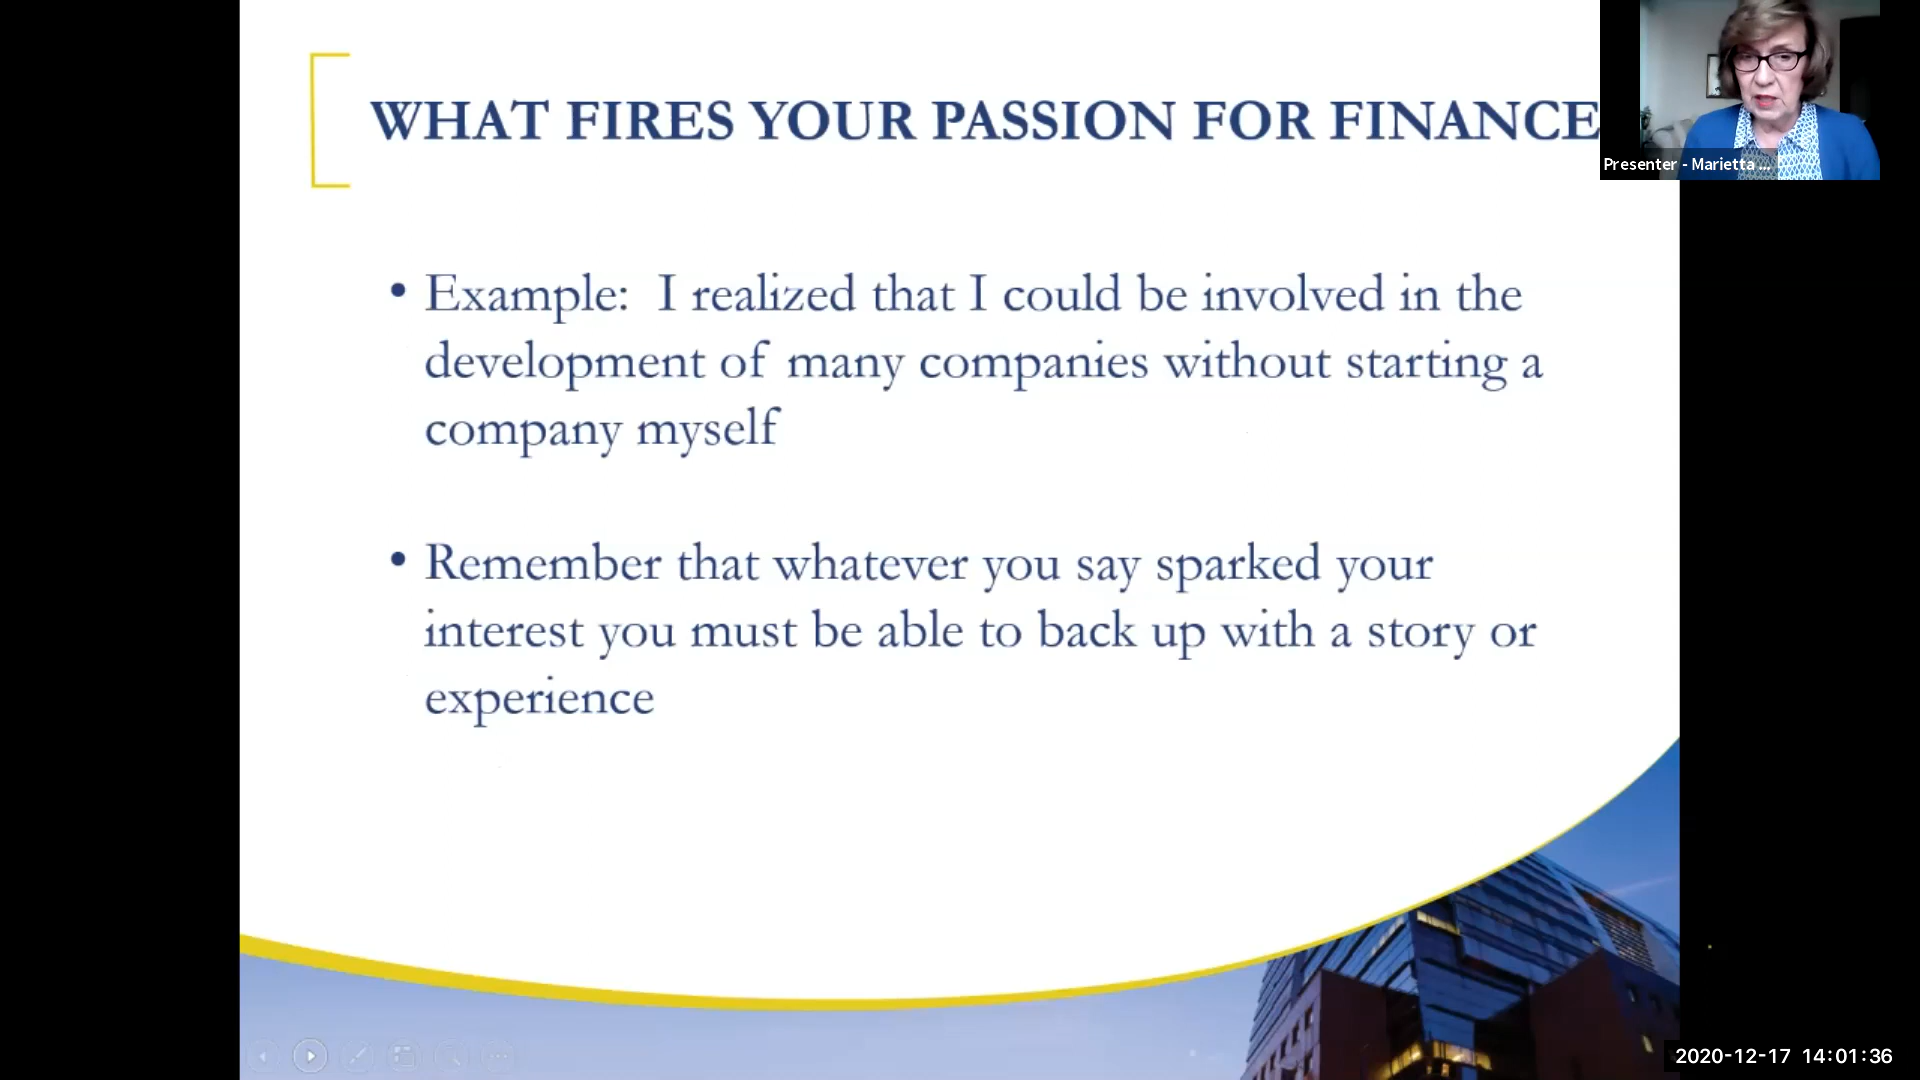 WHAT FIRES YOUR PASSION FOR FINANCE
Presenter - Marietta ...
• Example: I realized that I could be involved in the
development of many companies without starting a
company myself
• Remember that whatever you say sparked your
interest you must be able to back up with a story or
experience
2020-12-17 14:01:36